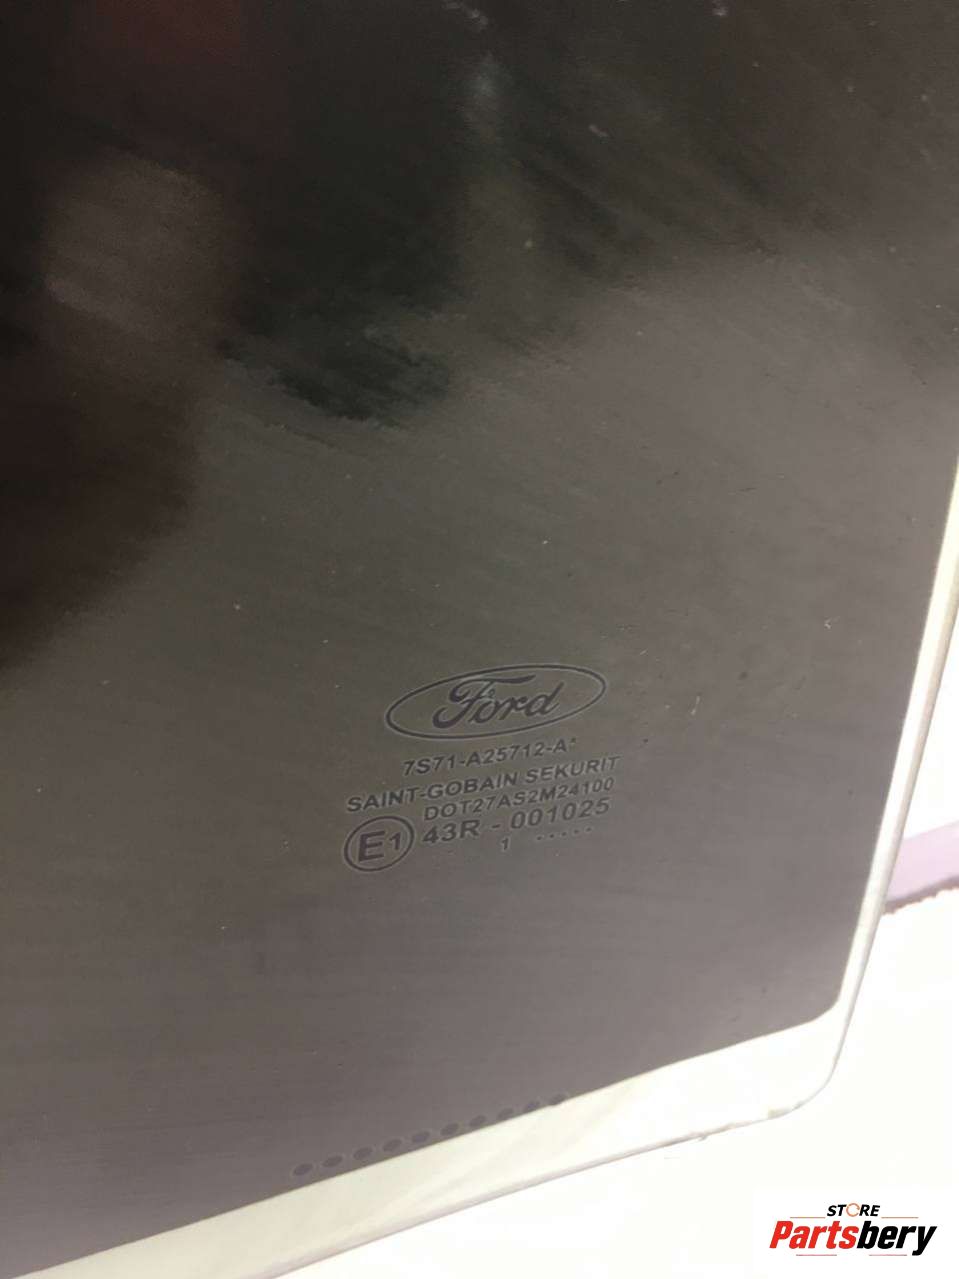 Ford
7S71-A25712-A*
SAINT-GOBAIN SEKURIT
DOT27AS2M24100
E1 43R - 001025
1 .....
STORE
Partsbery